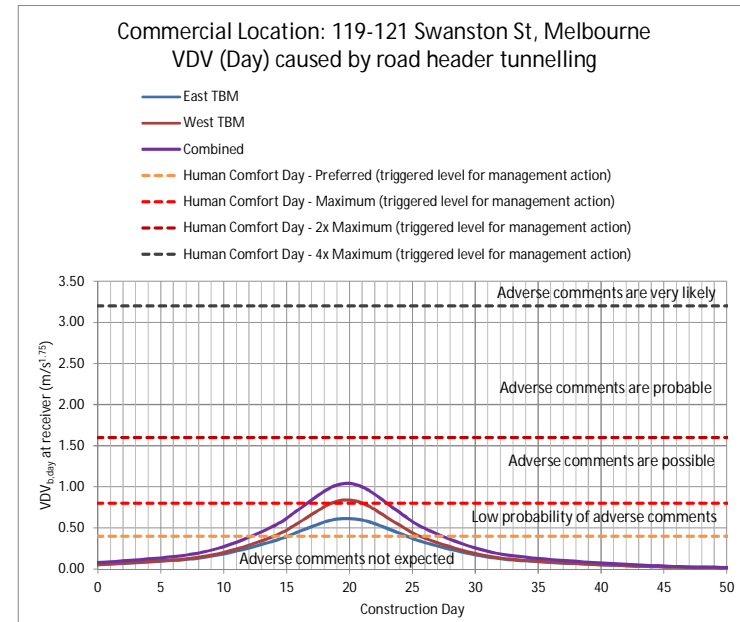 Commercial Location: 119-121 Swanston St, Melbourne
VDV (Day) caused by road header tunnelling
East TBM
West TBM
Combined
Human Comfort Day - Preferred (triggered level for management action)
Human Comfort Day - Maximum (triggered level for management action)
Human Comfort Day - 2x Maximum (triggered level for management action)
Human Comfort Day - 4x Maximum (triggered level for management action)
VDVb,day at receiver (m/s1.75)
3.50
3.00
2.50
2.00
1.50
1.00
0.50
0.00
Adverse comments are very likely
Adverse comments are probable
Adverse comments are possible
Low probability of adverse comments
Adverse comments not expected
0 5 10 15 20 25 30 35 40 45 50
Construction Day